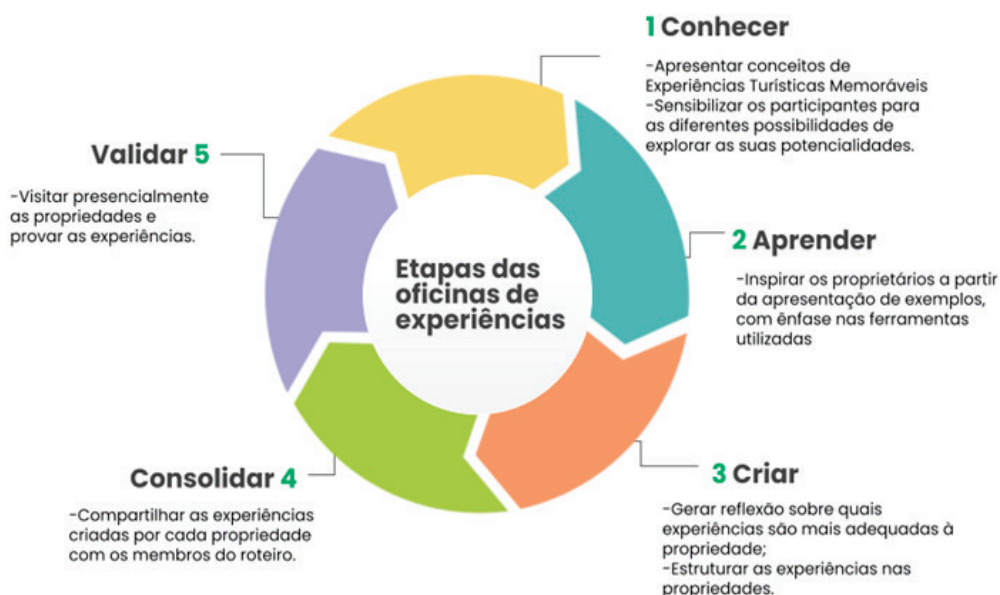 1 Conhecer
-Apresentar conceitos de
Experiências Turísticas Memoráveis
-Sensibilizar os participantes para
as diferentes possibilidades de
explorar as suas potencialidades.
Validar 5
-Visitar presencialmente
as propriedades e
provar as experiências.
Etapas das
oficinas de
experiências
2 Aprender
-Inspirar os proprietários a partir
da apresentação de exemplos,
com ênfase nas ferramentas
utilizadas
Consolidar 4
-Compartilhar as experiências
criadas por cada propriedade
com os membros do roteiro.
3 Criar
-Gerar reflexão sobre quais
experiências são mais adequadas à
propriedade;
-Estruturar as experiências nas
propriedades.